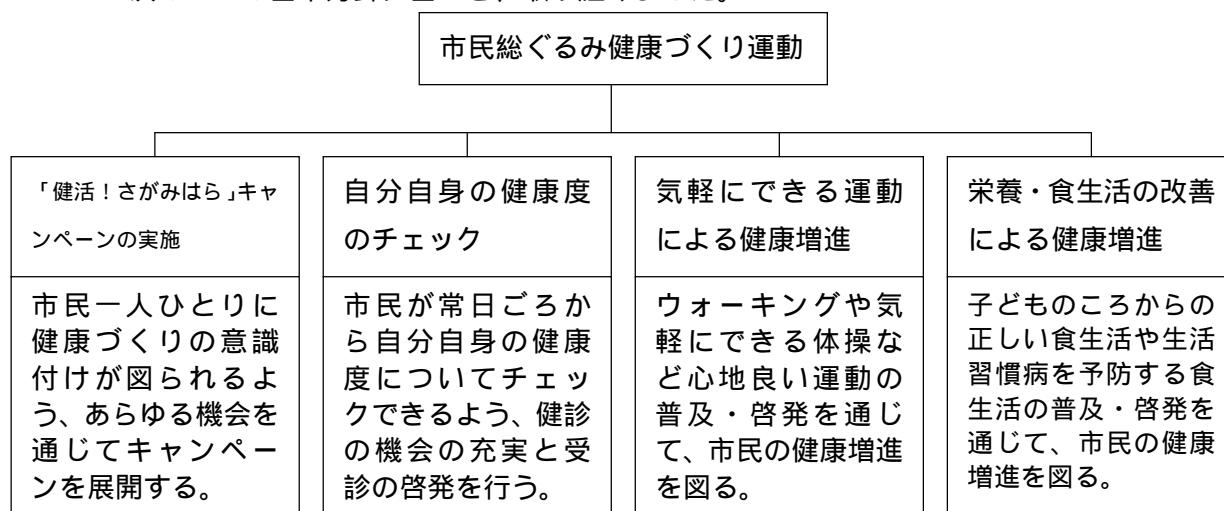 市民総ぐるみ健康づくり運動
「健活！さがみはら」キャ
ンペーンの実施
市民一人ひとりに
健康づくりの意識
付けが図られるよ
う、あらゆる機会を
通じてキャンペー
ンを展開する。
自分自身の健康度
のチェック
市民が常日ごろか
ら自分自身の健康
度についてチェッ
クできるよう、健診
の機会の充実と受
診の啓発を行う。
気軽にできる運動
による健康増進
ウォーキングや気
軽にできる体操な
ど心地良い運動の
普及・啓発を通じ
て、市民の健康増進
を図る。
栄養・食生活の改善
による健康増進
子どものころからの
正しい食生活や生活
習慣病を予防する食
生活の普及・啓発を
通じて、市民の健康
増進を図る。